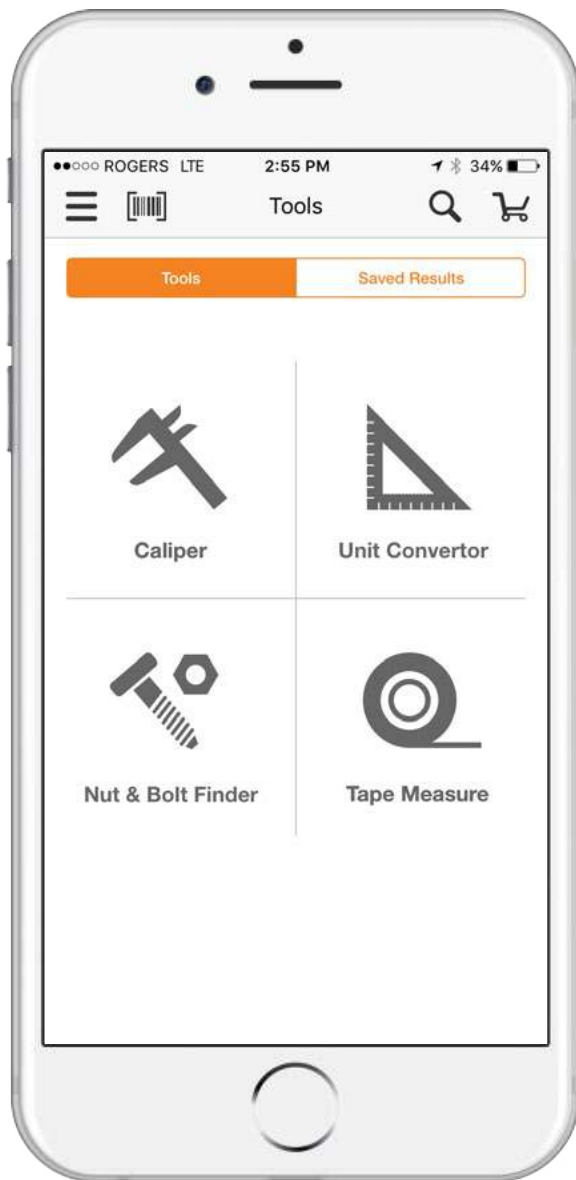 ROGERS LTE 2:55 PM 34%
Tools
Tools Saved Results
Caliper Unit Convertor
Nut & Bolt Finder Tape Measure